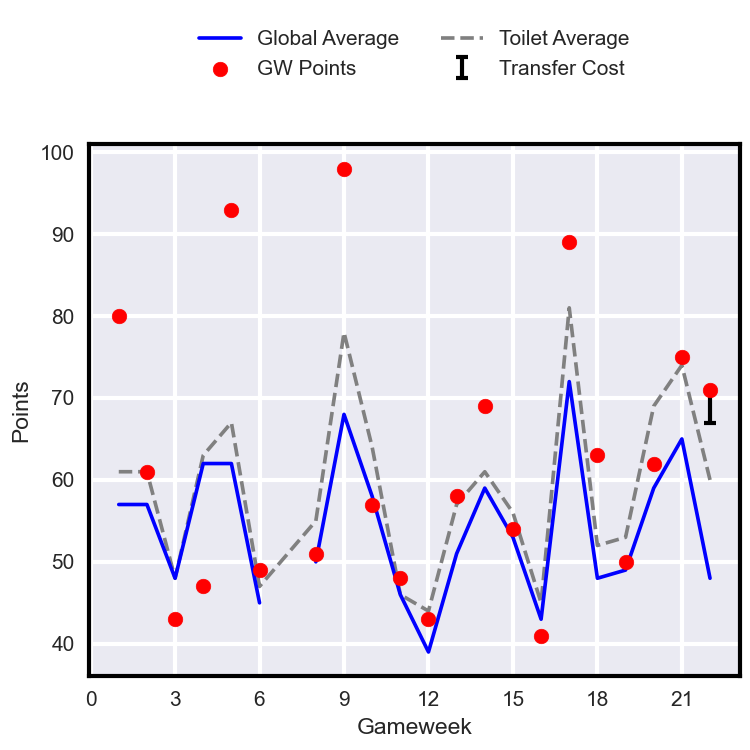 Global Average
Toilet Average
GW Points
Transfer Cost
100
90
80
70
60
50
40
Points
0 3 6 9 12 15 18 21
Gameweek